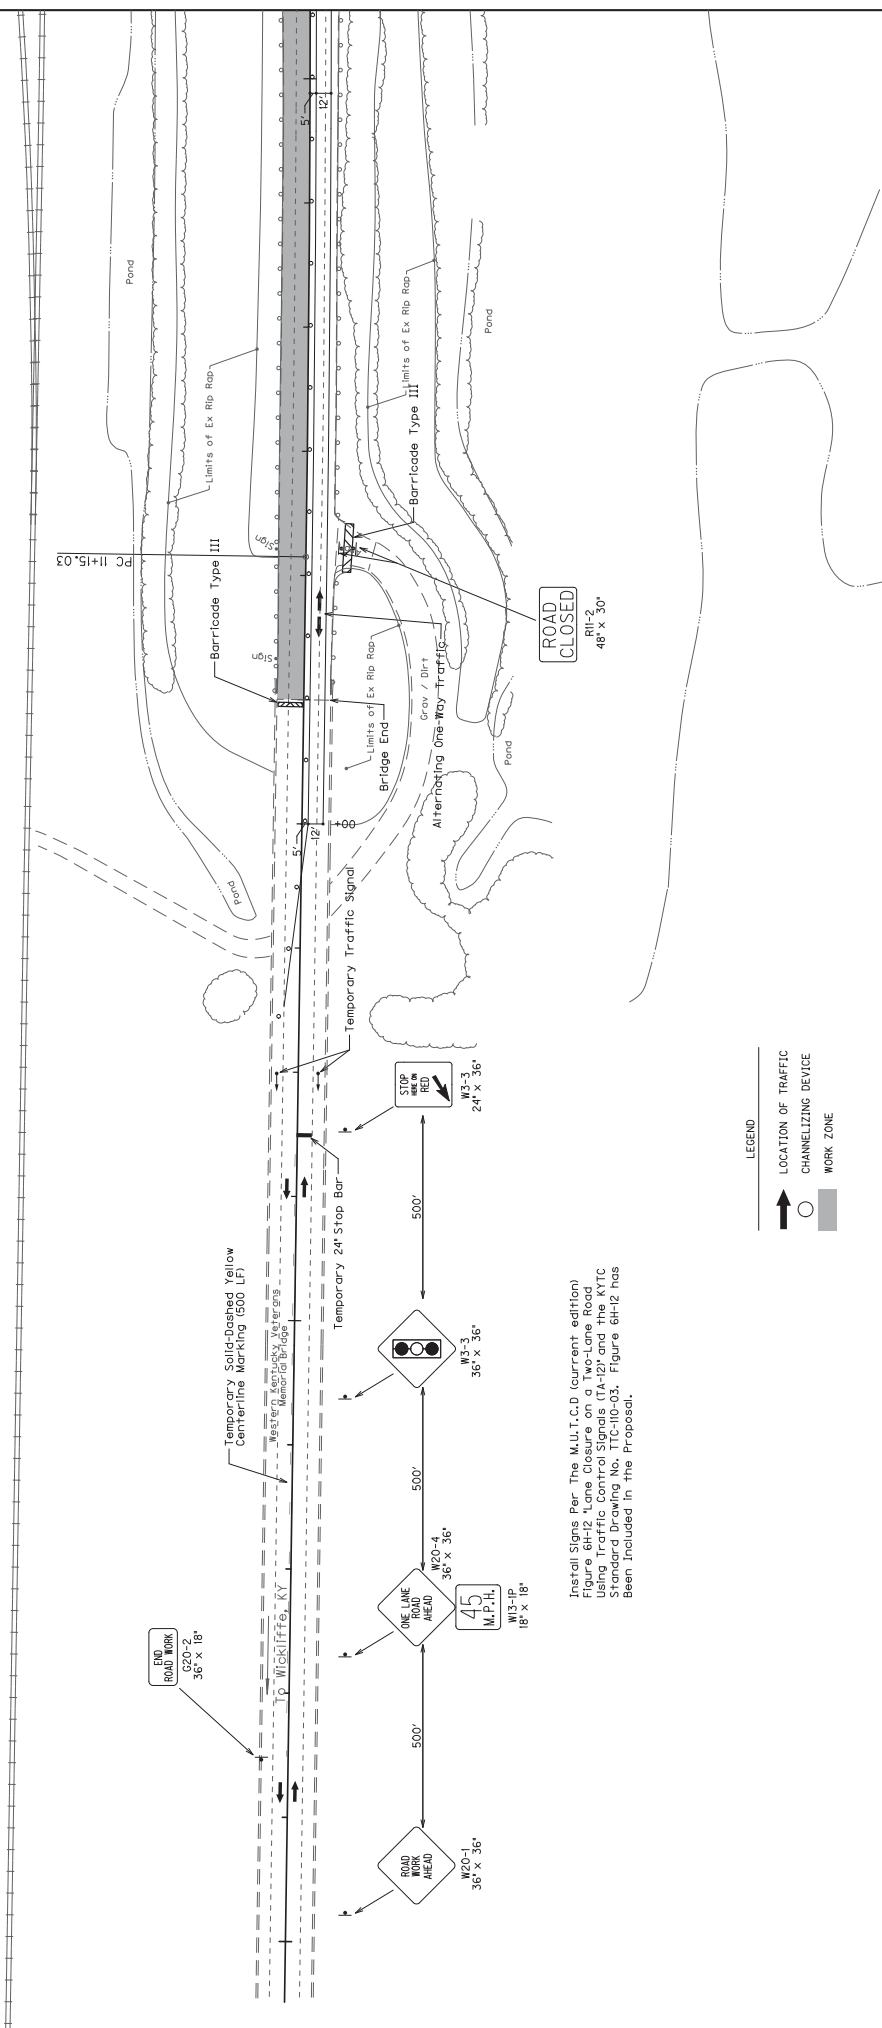 5'
12'
Pond
Limits of Ex Rip Rap
Limits of Ex Rip Rap
Pond
Barricade Type III
Sign
PC 11+15.03
Barricade Type III
Sign
ROAD
CLOSED
R11-2
48" X 30"
Limits of Ex Rip Rap
Grav / Dirt
Alternating One-Way Traffic
Bridge End
Pond
+00
5'
12'
Pond
Temporary Traffic Signal
STOP
HERE ON
RED
W3-3
24" X 36"
500'
Temporary 24" Stop Bar
Temporary Solid-Dashed Yellow
Centerline Marking (500 LF)
Western Kentucky Veterans
Memorial Bridge
W3-3
36" X 36"
500'
ONE LANE
ROAD
AHEAD
W20-4
36" X 36"
45
M.P.H.
W13-1P
18" X 18"
To Wickliffe, KY
END
ROAD WORK
G20-2
36" X 18"
500'
ROAD
WORK
AHEAD
W20-1
36" X 36"
Install Signs Per The M.U.T.C.D (current edition)
Figure 6H-12 "Lane Closure on a Two-Lane Road
Using Traffic Control Signals (TA-12)" and the KYTC
Standard Drawing No. TTC-110-03. Figure 6H-12 has
Been Included in the Proposal.
LEGEND
LOCATION OF TRAFFIC
CHANNELIZING DEVICE
WORK ZONE